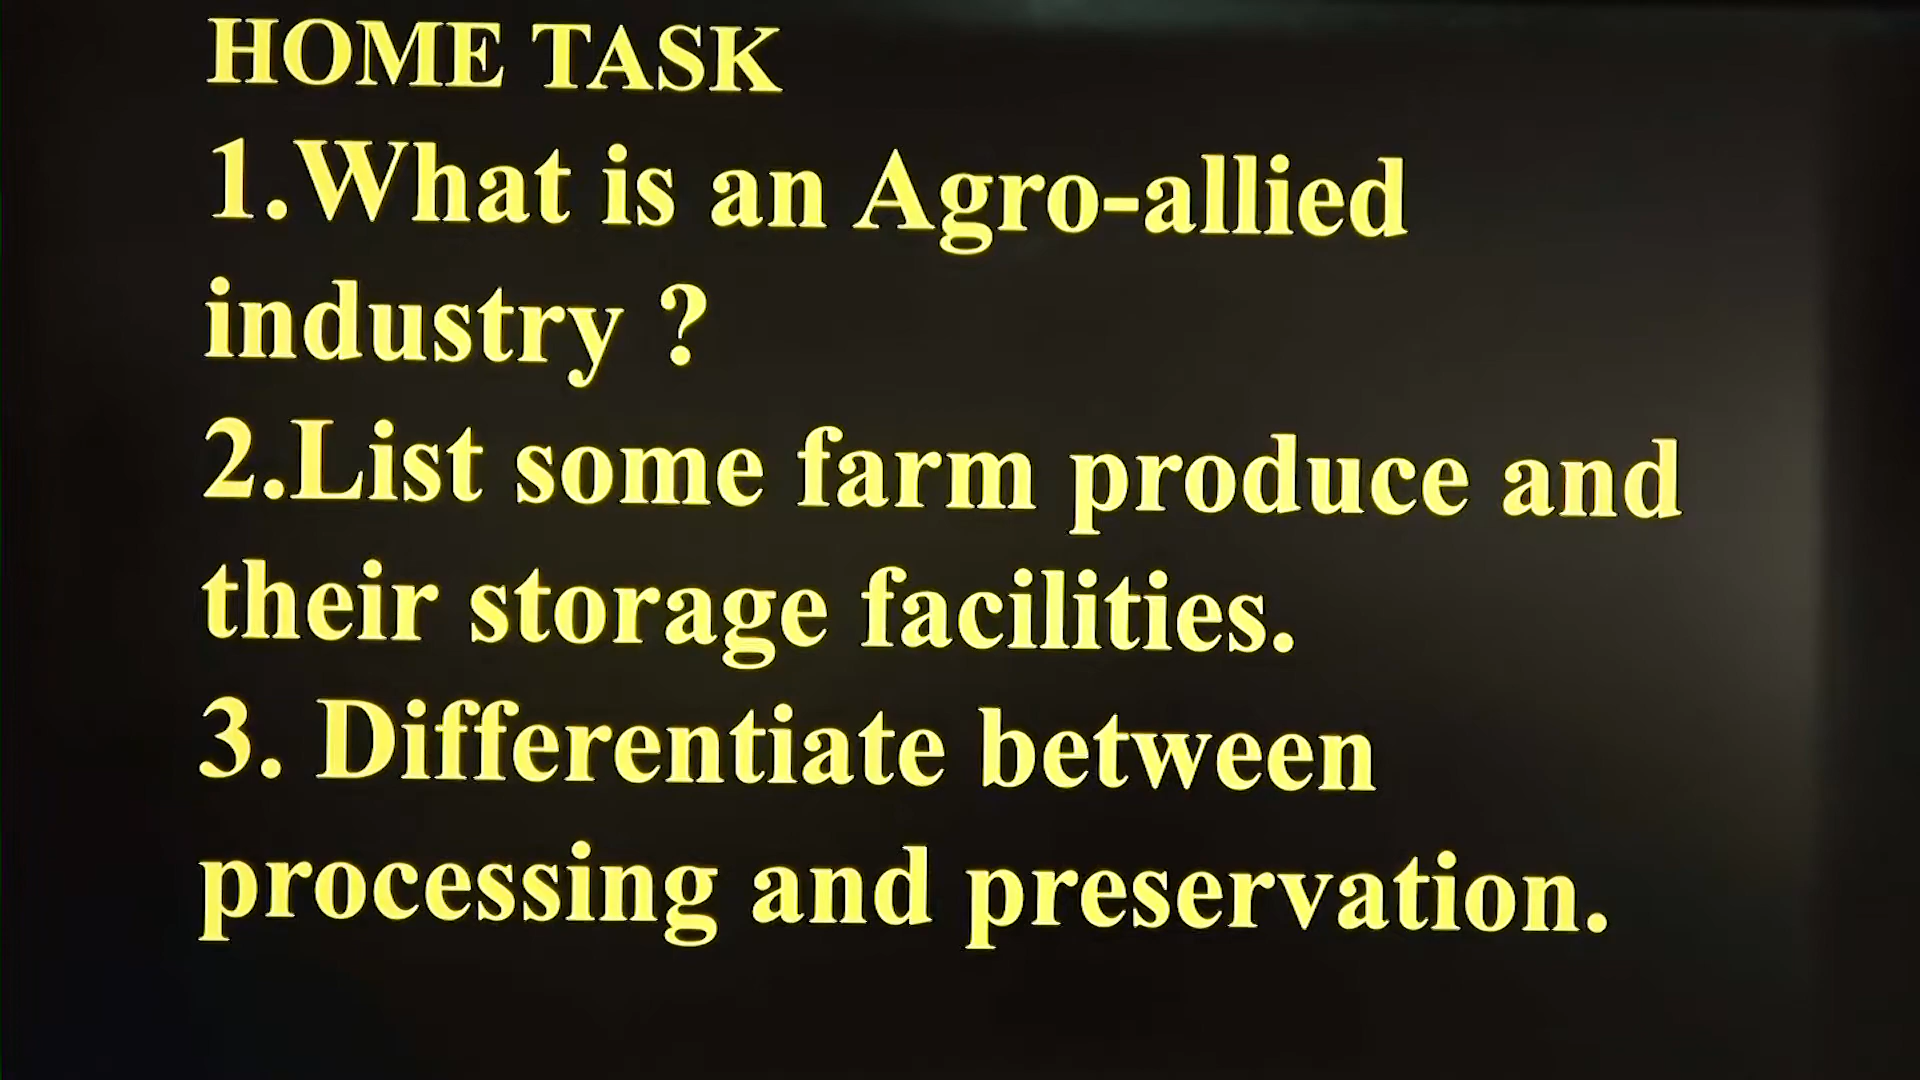 HOME TASK
1.What is an Agro-allied
industry ?
2.List some farm produce and
their storage facilities.
3. Differentiate between
processing and preservation.